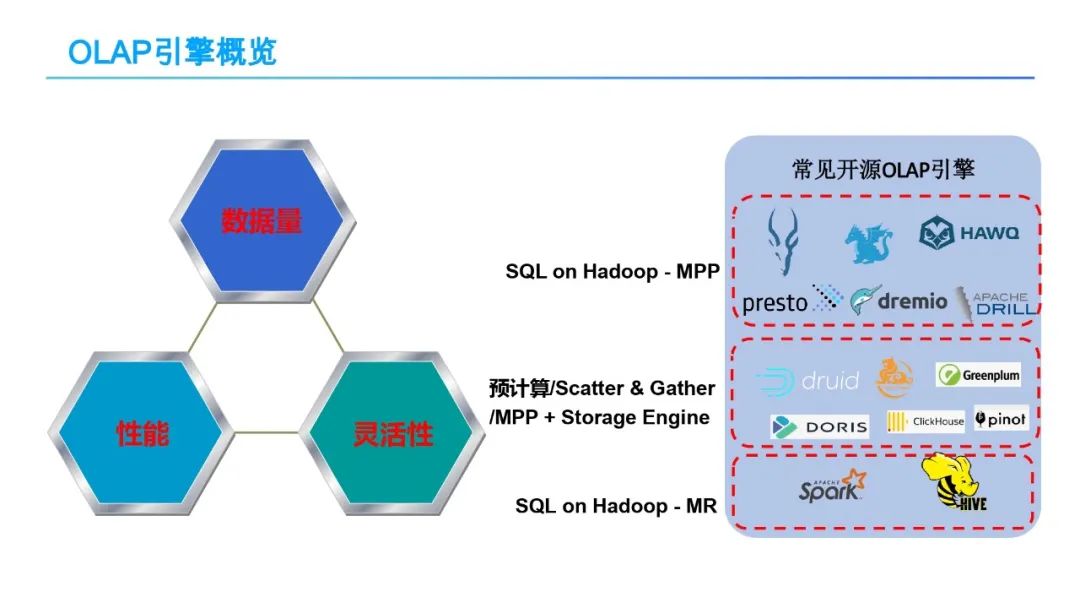 OLAP引擎概览
数据量
性能
灵活性
常见开源OLAP引擎
SQL on Hadoop - MPP
HAWQ
presto
dremio
APACHE
DRILL
预计算/Scatter & Gather
/MPP + Storage Engine
druid
Greenplum
DORIS
ClickHouse
pinot
SQL on Hadoop - MR
APACHE
Spark
HIVE